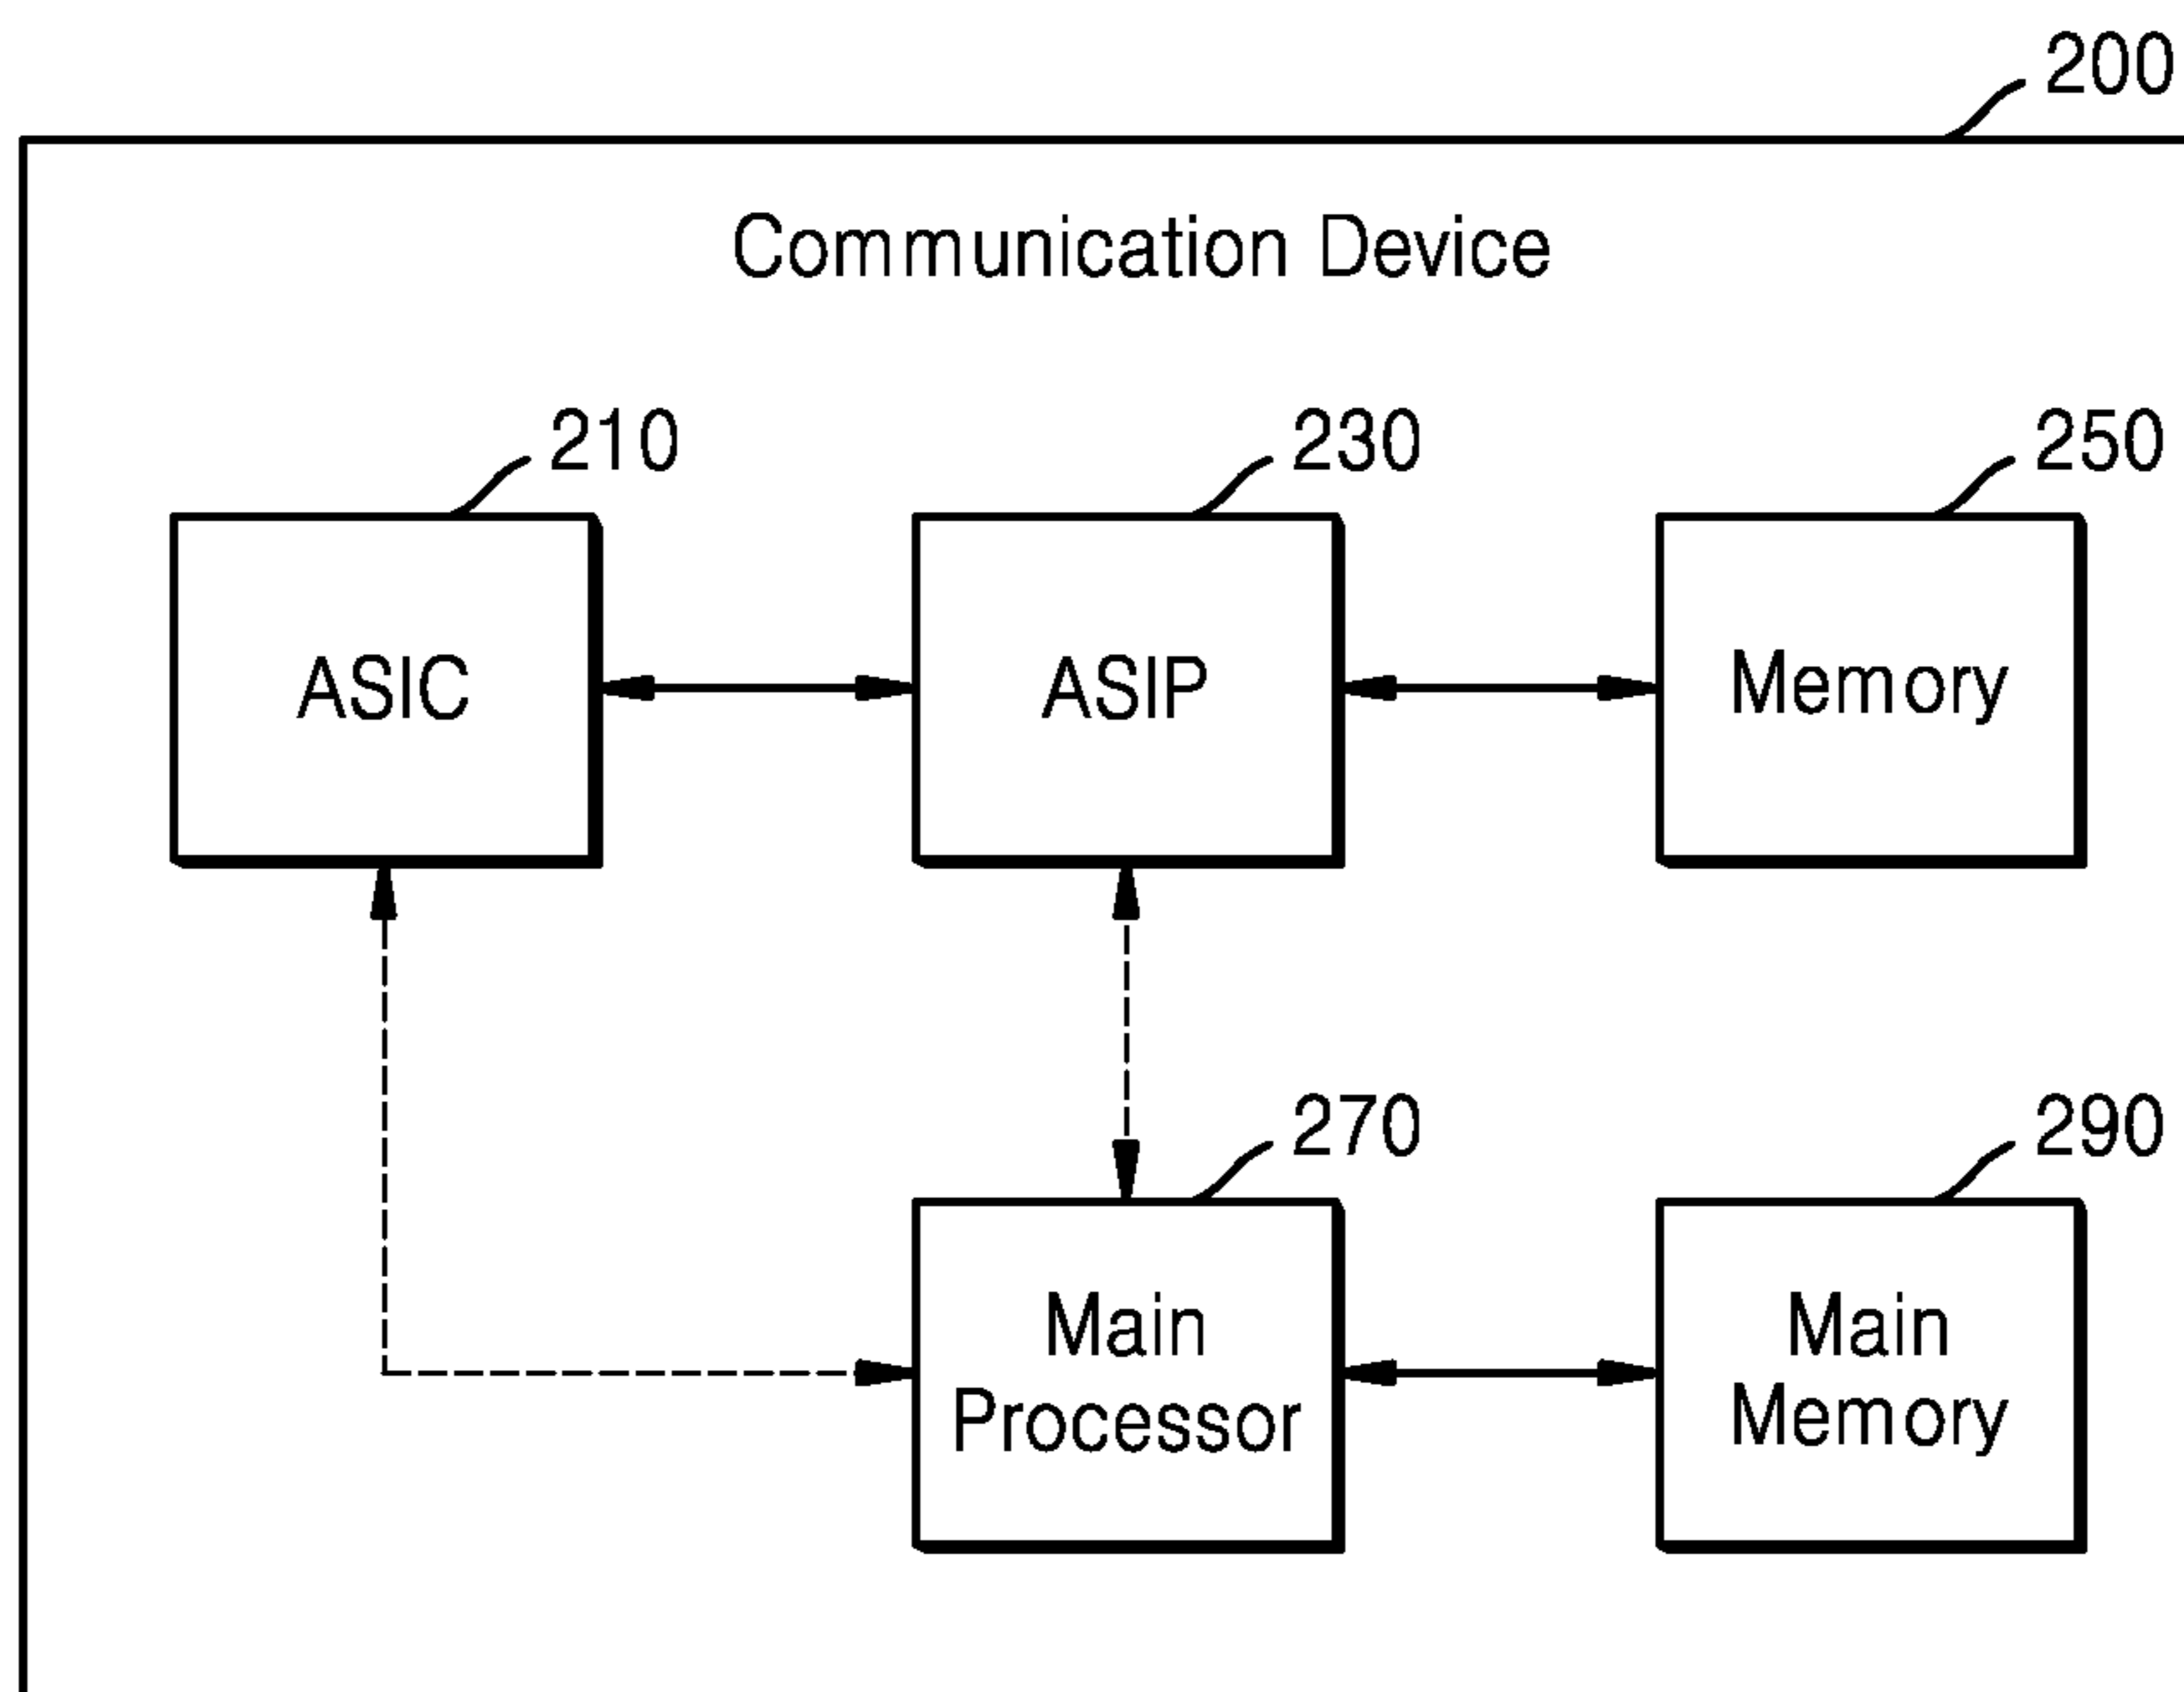 200
Communication Device
210
230
250
ASIC
ASIP
Memory
270
290
Main
Processor
Main
Memory